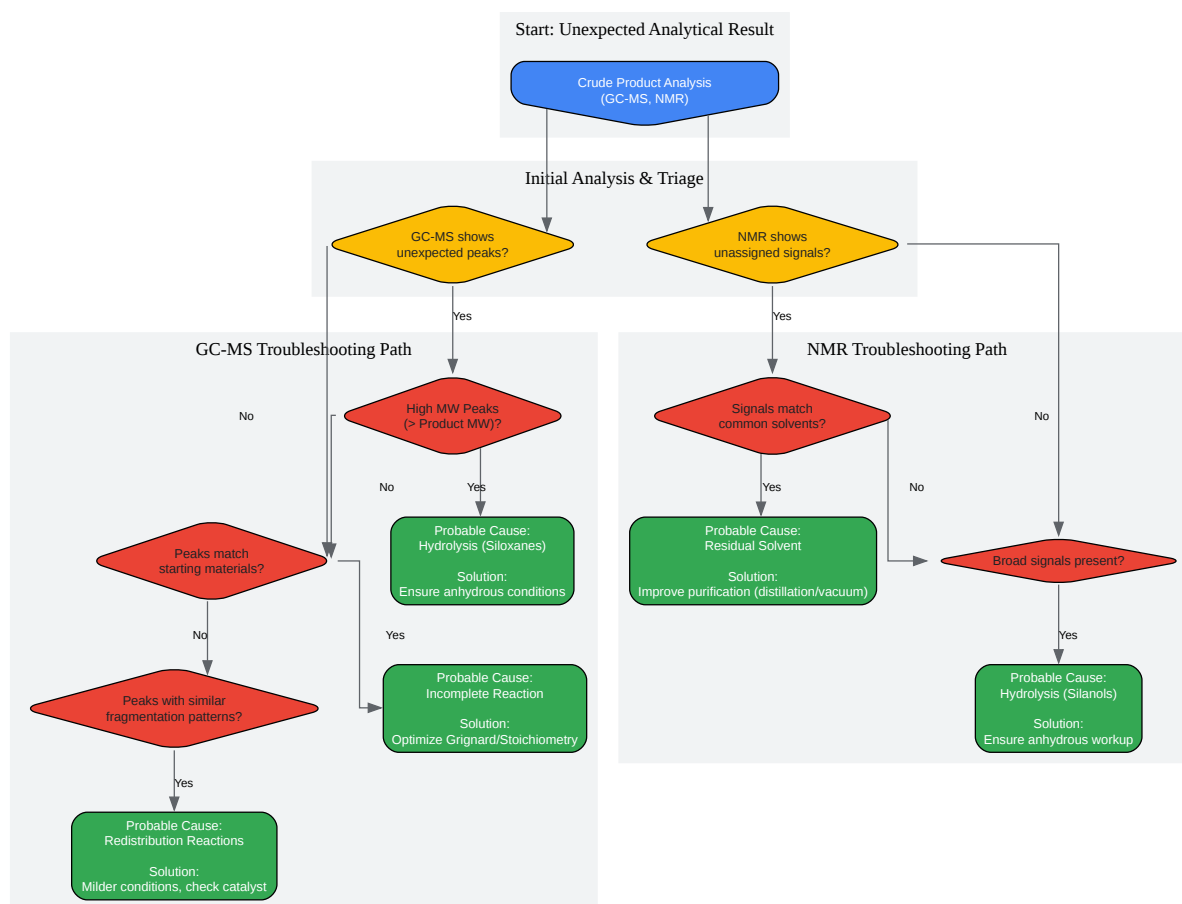 Start: Unexpected Analytical Result
Crude Product Analysis
(GC-MS, NMR)
Initial Analysis & Triage
GC-MS shows
unexpected peaks?
NMR shows
unassigned signals?
Yes
Yes
GC-MS Troubleshooting Path
NMR Troubleshooting Path
No
High MW Peaks
(> Product MW)?
Signals match
common solvents?
No
No
Yes
Yes
No
Probable Cause:
Hydrolysis (Siloxanes)
Solution:
Ensure anhydrous conditions
Probable Cause:
Residual Solvent
Solution:
Improve purification (distillation/vacuum)
Peaks match
starting materials?
Broad signals present?
No
Yes
Yes
Peaks with similar
fragmentation patterns?
Probable Cause:
Incomplete Reaction
Solution:
Optimize Grignard/Stoichiometry
Probable Cause:
Hydrolysis (Silanols)
Solution:
Ensure anhydrous workup
Yes
Probable Cause:
Redistribution Reactions
Solution:
Milder conditions, check catalyst